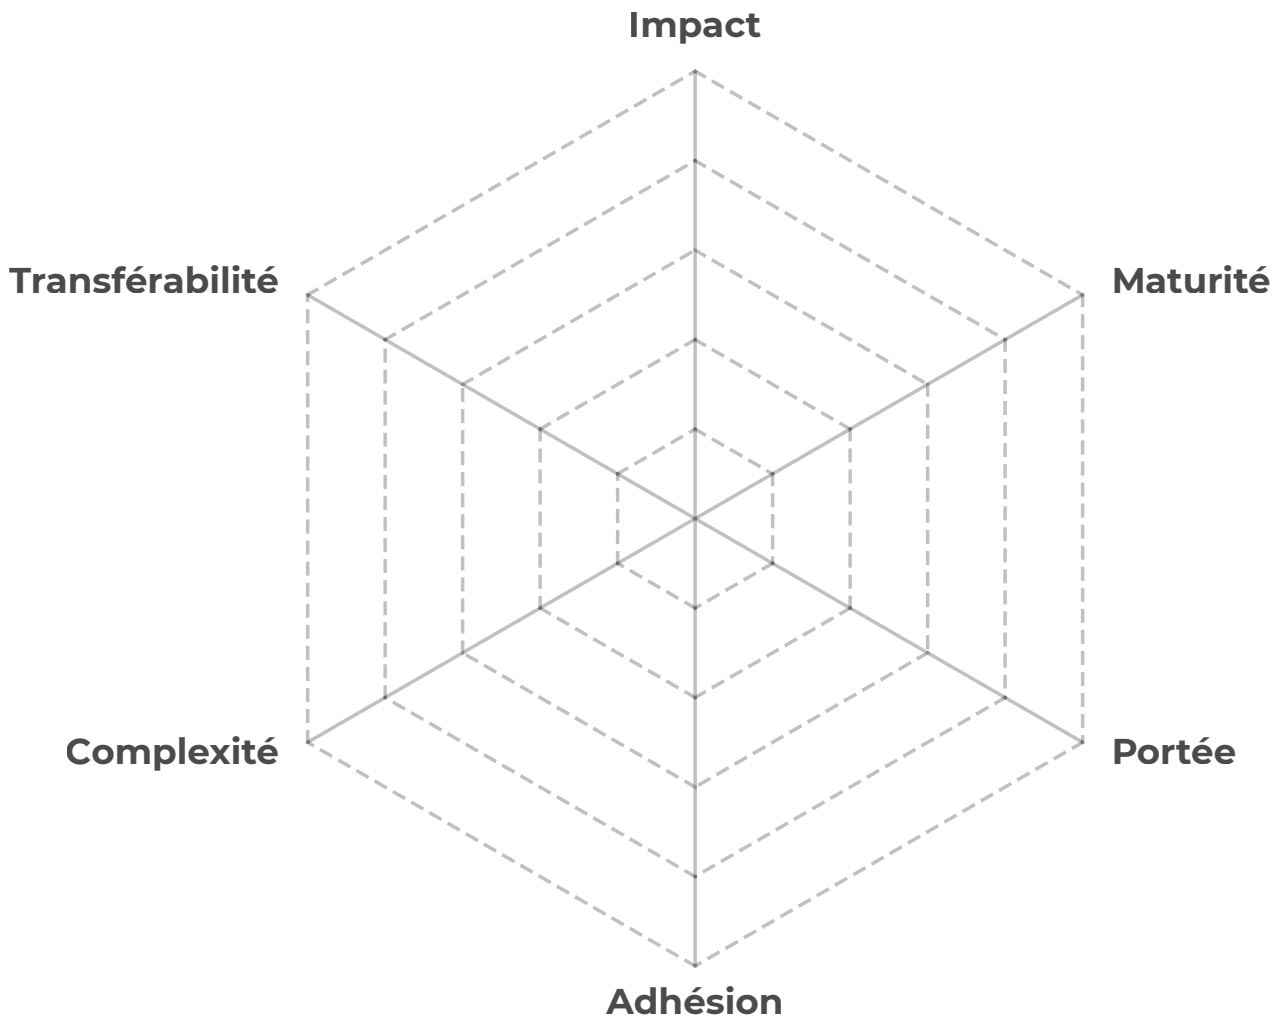 Impact
Transférabilité
Maturité
Complexité
Portée
Adhésion